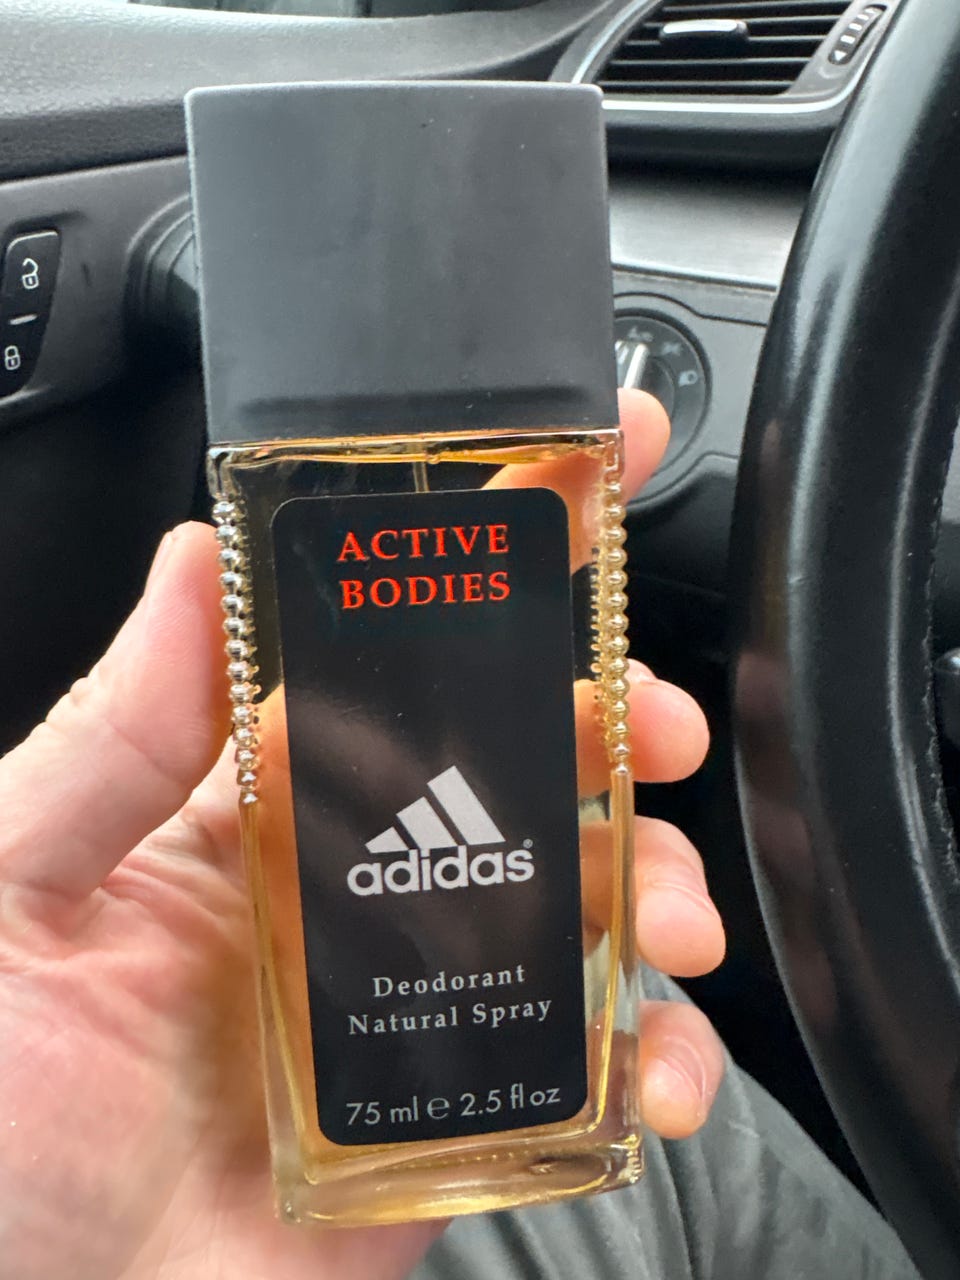 ACTIVE
BODIES
adidas®
Deodorant
Natural Spray
75 ml ℮ 2.5 fl oz